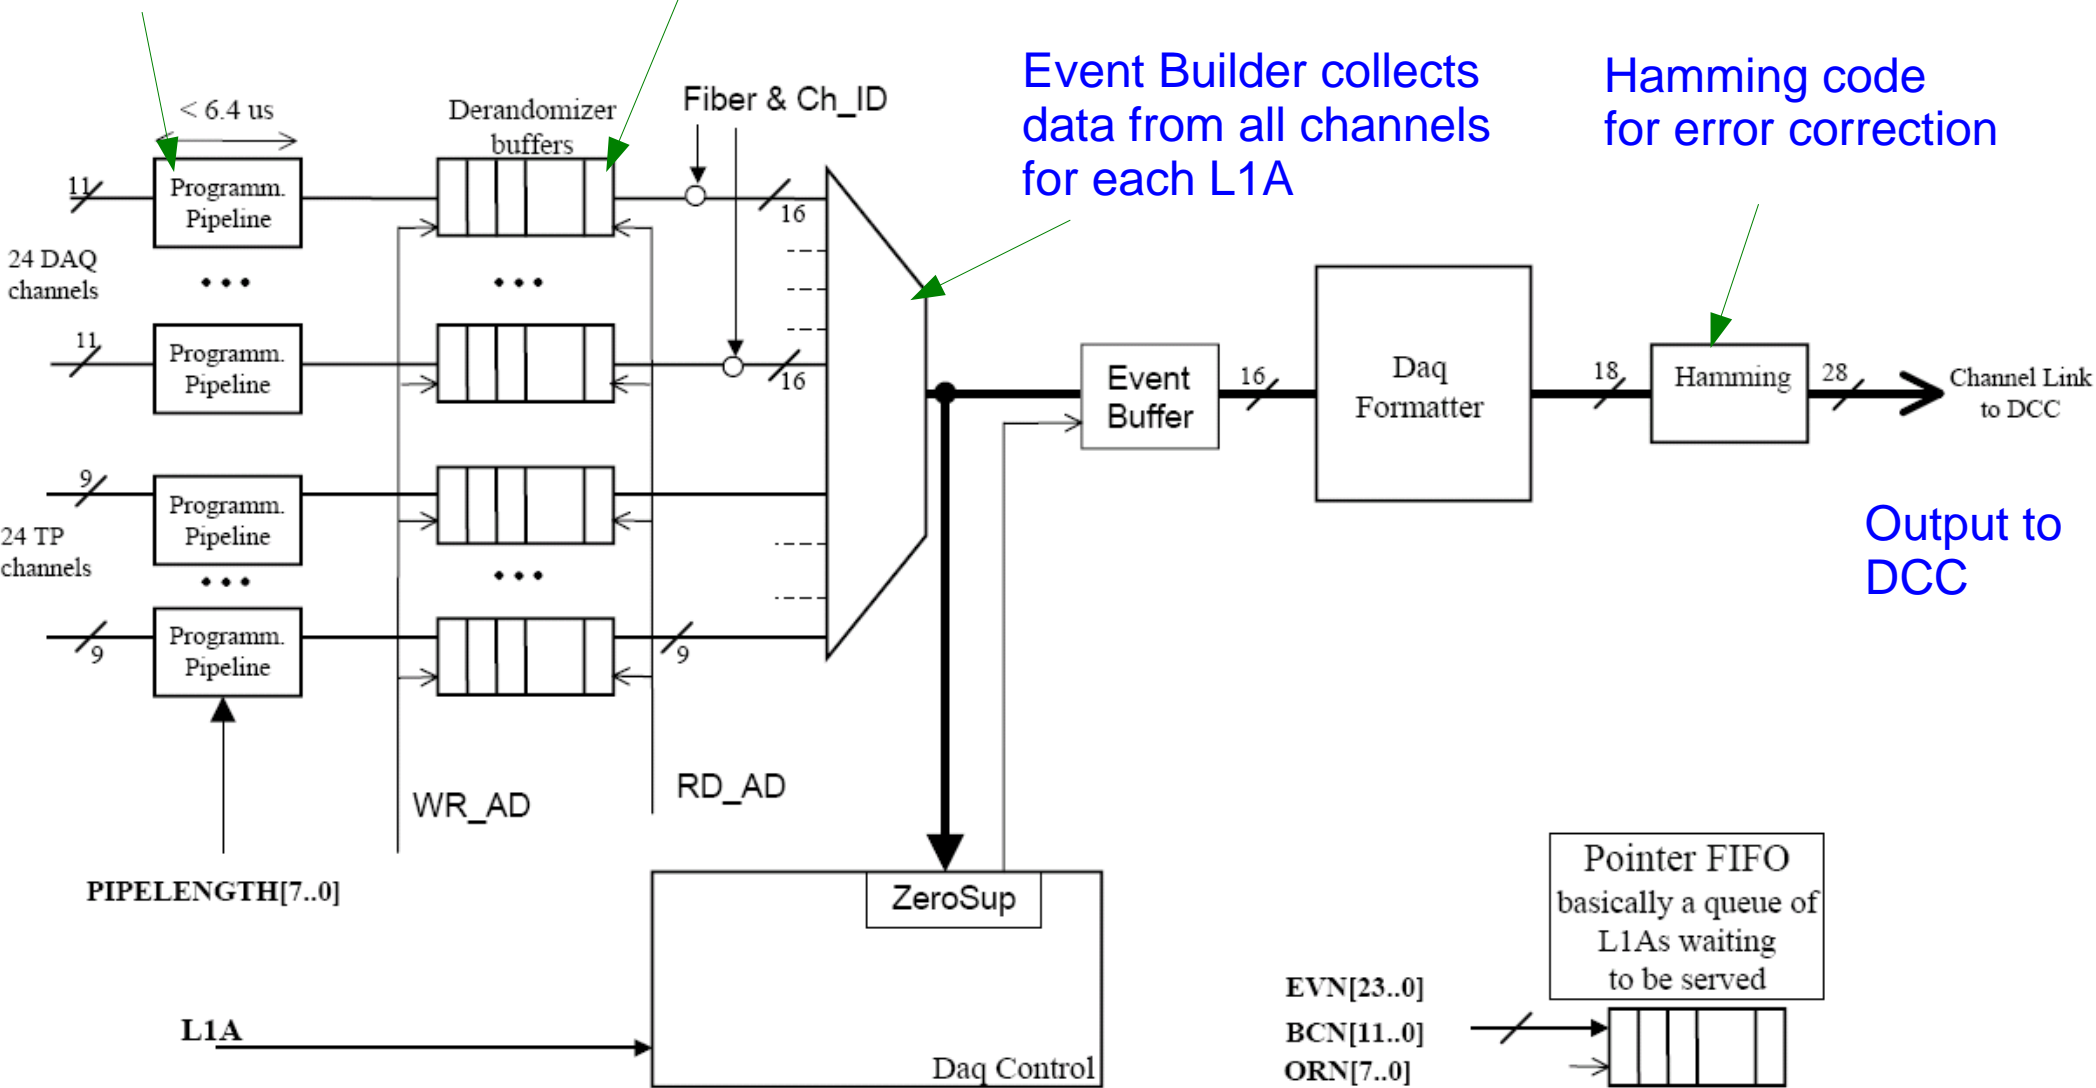 Event Builder collects
data from all channels
for each L1A
Hamming code
for error correction
< 6.4 us
Derandomizer
buffers
Fiber & Ch_ID
11
Programm.
Pipeline
16
24 DAQ
channels
11
Programm.
Pipeline
16
Event
Buffer
16
Daq
Formatter
18
Hamming
28
Channel Link
to DCC
9
Programm.
Pipeline
24 TP
channels
Output to
DCC
9
Programm.
Pipeline
9
WR_AD
RD_AD
PIPELENGTH[7..0]
ZeroSup
L1A
Daq Control
Pointer FIFO
basically a queue of
L1As waiting
to be served
EVN[23..0]
BCN[11..0]
ORN[7..0]